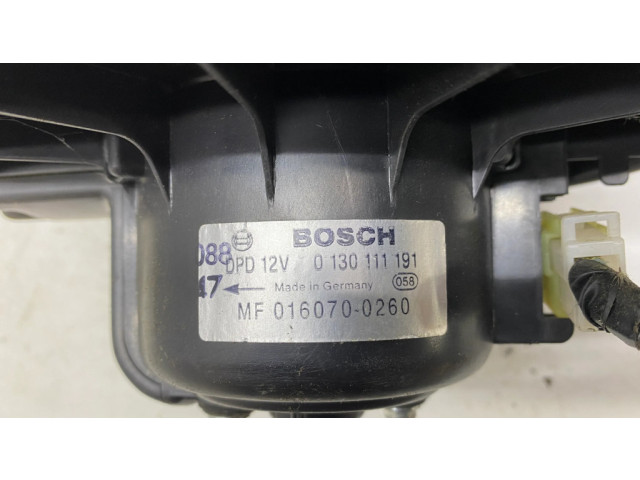 BOSCH
088
DPD 12V 0 130 111 191
47 ← Made in Germany 058
MF 016070-0260